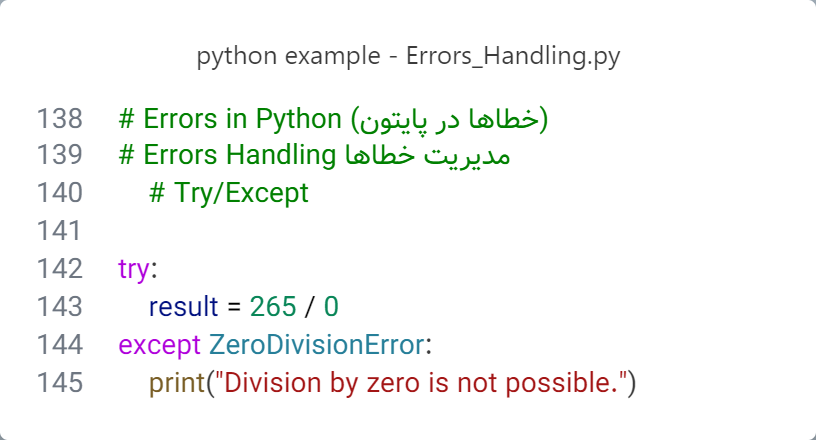 python example - Errors_Handling.py
138 # Errors in Python (خطاها در پایتون)
139 # Errors Handling مدیریت خطاها
140 # Try/Except
141
142 try:
143 result = 265 / 0
144 except ZeroDivisionError:
145 print("Division by zero is not possible.")